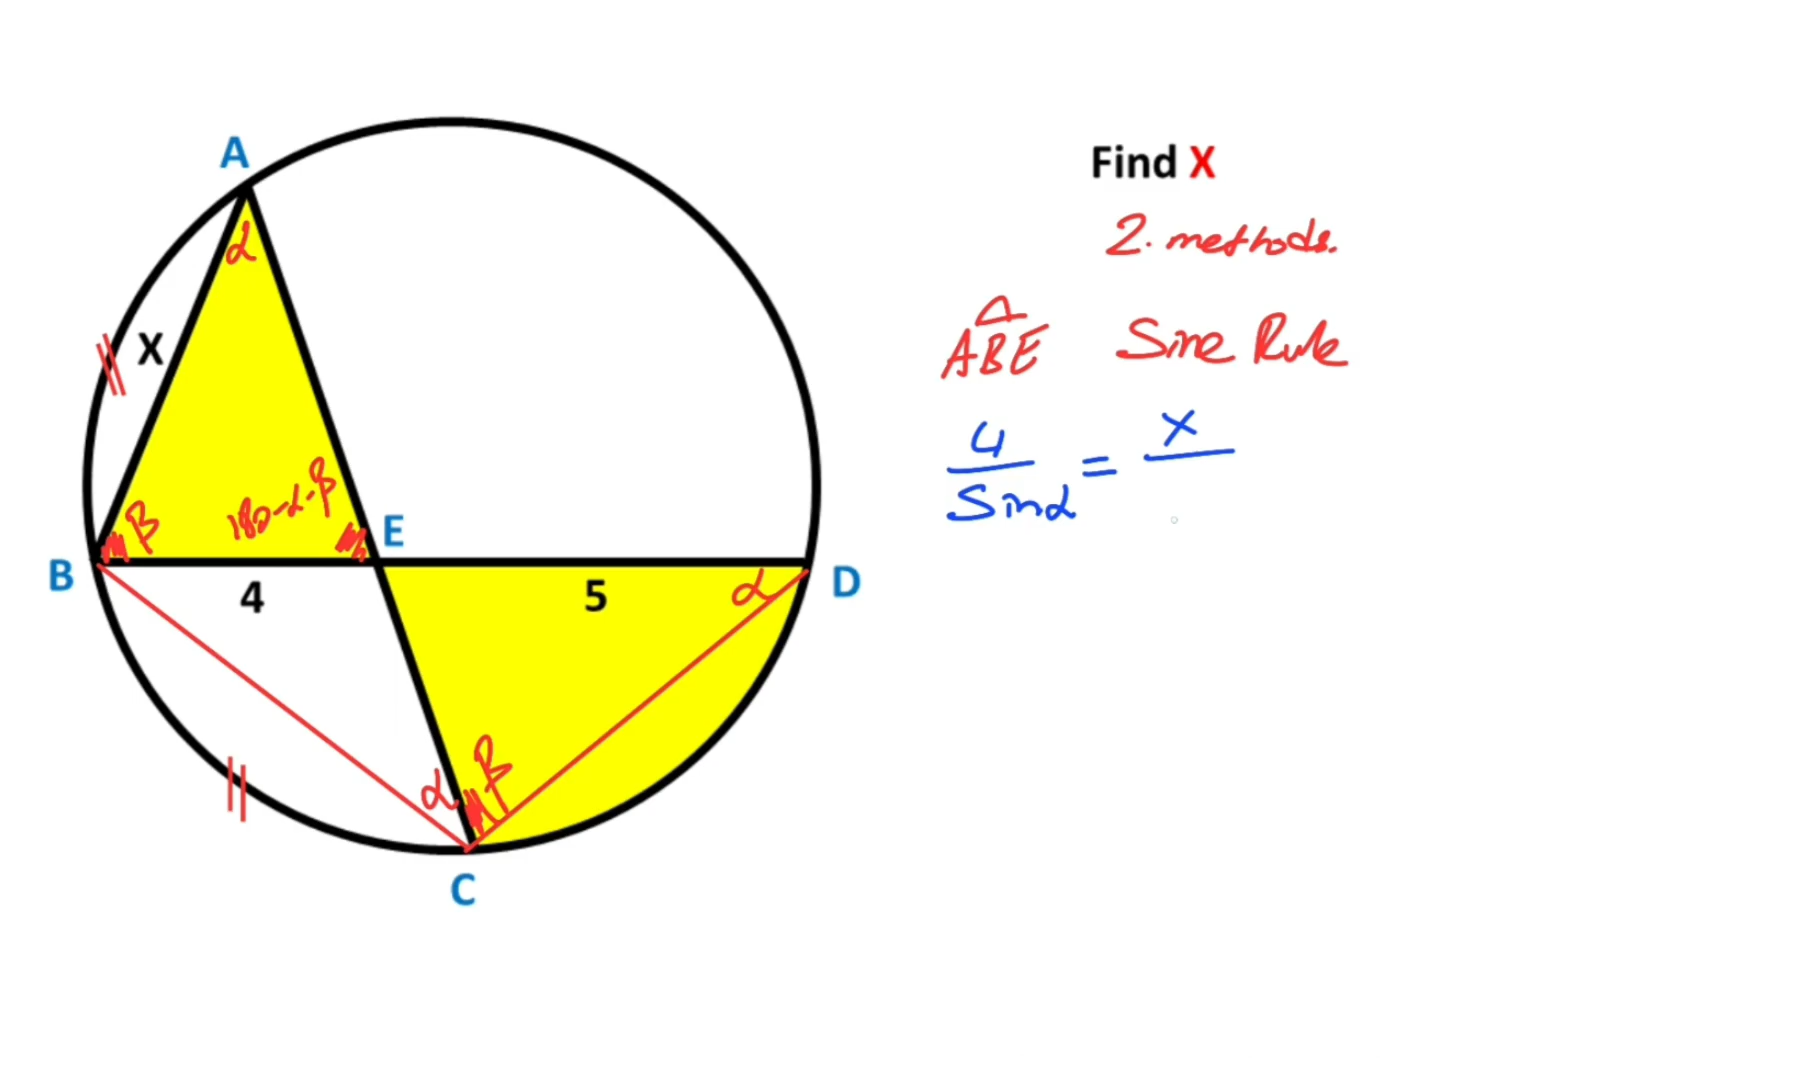 A
Find X
2. methods.
α
△
ABE Sine Rule
X
4 = x
Sinα
β 180-α-β E
B 4 5 α D
α β
C